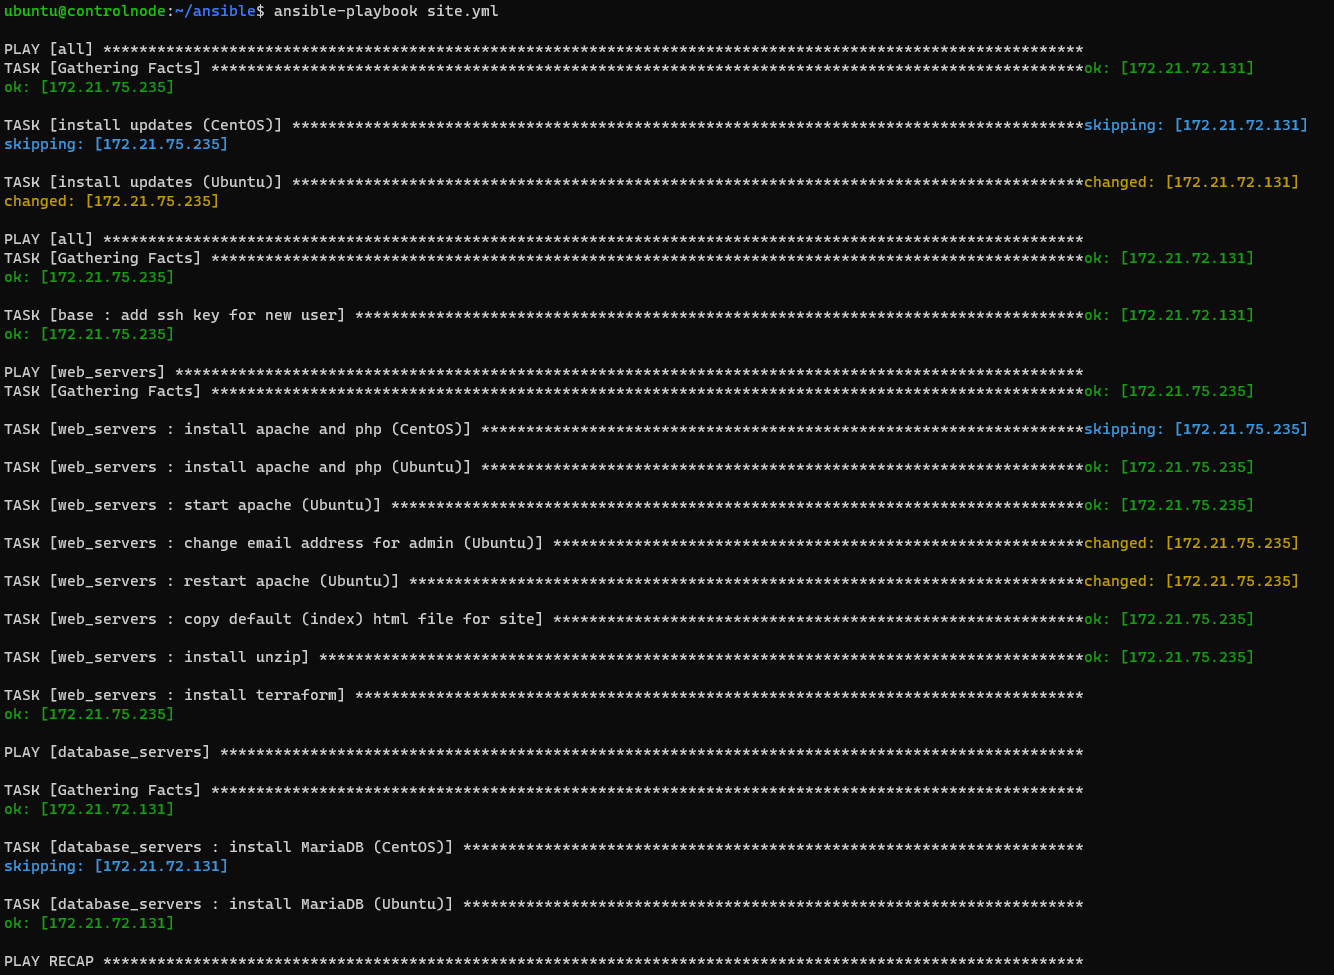 ubuntu@controlnode:~/ansible$ ansible-playbook site.yml
PLAY [all] *************************************************************************************************************
TASK [Gathering Facts] *************************************************************************************************ok: [172.21.72.131]
ok: [172.21.75.235]
TASK [install updates (CentOS)] ****************************************************************************************skipping: [172.21.72.131]
skipping: [172.21.75.235]
TASK [install updates (Ubuntu)] ****************************************************************************************changed: [172.21.72.131]
changed: [172.21.75.235]
PLAY [all] *************************************************************************************************************
TASK [Gathering Facts] *************************************************************************************************ok: [172.21.72.131]
ok: [172.21.75.235]
TASK [base : add ssh key for new user] *********************************************************************************ok: [172.21.72.131]
ok: [172.21.75.235]
PLAY [web_servers] *****************************************************************************************************
TASK [Gathering Facts] *************************************************************************************************ok: [172.21.75.235]
TASK [web_servers : install apache and php (CentOS)] *******************************************************************skipping: [172.21.75.235]
TASK [web_servers : install apache and php (Ubuntu)] *******************************************************************ok: [172.21.75.235]
TASK [web_servers : start apache (Ubuntu)] *****************************************************************************ok: [172.21.75.235]
TASK [web_servers : change email address for admin (Ubuntu)] ***********************************************************changed: [172.21.75.235]
TASK [web_servers : restart apache (Ubuntu)] ***************************************************************************changed: [172.21.75.235]
TASK [web_servers : copy default (index) html file for site] ***********************************************************ok: [172.21.75.235]
TASK [web_servers : install unzip] *************************************************************************************ok: [172.21.75.235]
TASK [web_servers : install terraform] *********************************************************************************
ok: [172.21.75.235]
PLAY [database_servers] ************************************************************************************************
TASK [Gathering Facts] *************************************************************************************************
ok: [172.21.72.131]
TASK [database_servers : install MariaDB (CentOS)] *********************************************************************
skipping: [172.21.72.131]
TASK [database_servers : install MariaDB (Ubuntu)] *********************************************************************
ok: [172.21.72.131]
PLAY RECAP *************************************************************************************************************